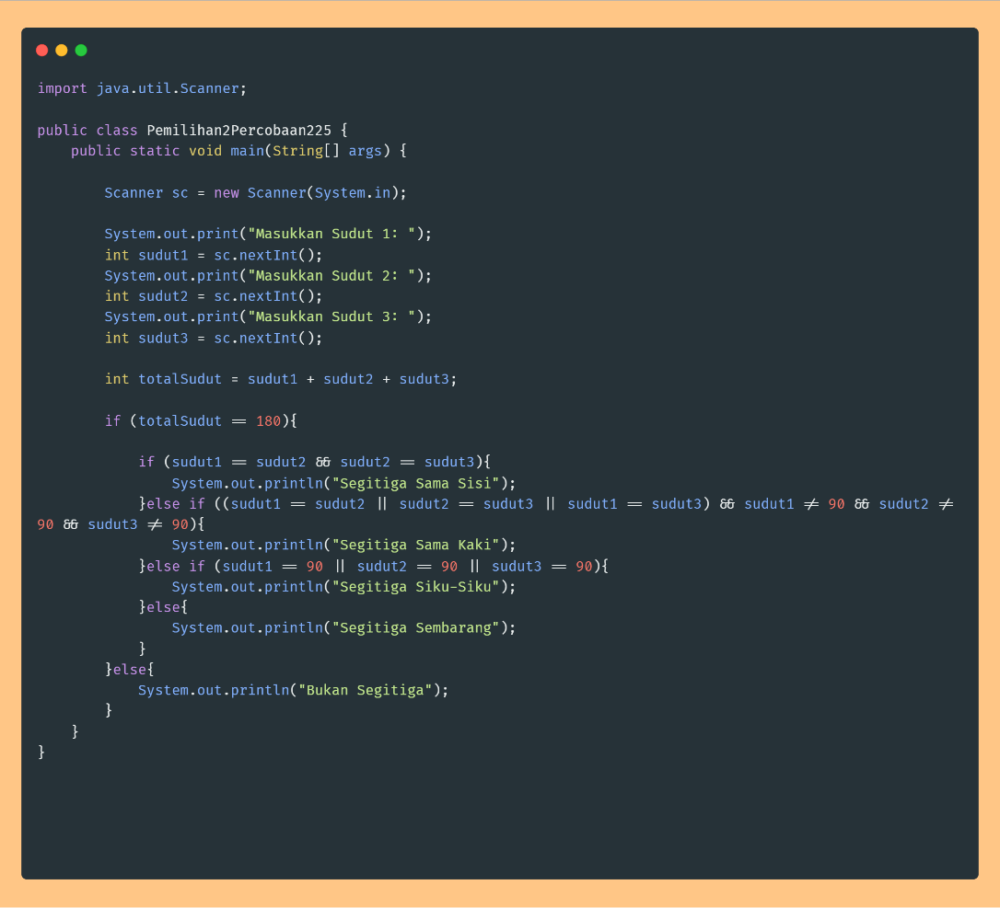 import java.util.Scanner;
public class Pemilihan2Percobaan225 {
    public static void main(String[] args) {
        Scanner sc = new Scanner(System.in);
        System.out.print("Masukkan Sudut 1: ");
        int sudut1 = sc.nextInt();
        System.out.print("Masukkan Sudut 2: ");
        int sudut2 = sc.nextInt();
        System.out.print("Masukkan Sudut 3: ");
        int sudut3 = sc.nextInt();
        int totalSudut = sudut1 + sudut2 + sudut3;
        if (totalSudut == 180){
            if (sudut1 == sudut2 && sudut2 == sudut3){
                System.out.println("Segitiga Sama Sisi");
            }else if ((sudut1 == sudut2 || sudut2 == sudut3 || sudut1 == sudut3) && sudut1 != 90 && sudut2 !=
90 && sudut3 != 90){
                System.out.println("Segitiga Sama Kaki");
            }else if (sudut1 == 90 || sudut2 == 90 || sudut3 == 90){
                System.out.println("Segitiga Siku-Siku");
            }else{
                System.out.println("Segitiga Sembarang");
            }
        }else{
            System.out.println("Bukan Segitiga");
        }
    }
}